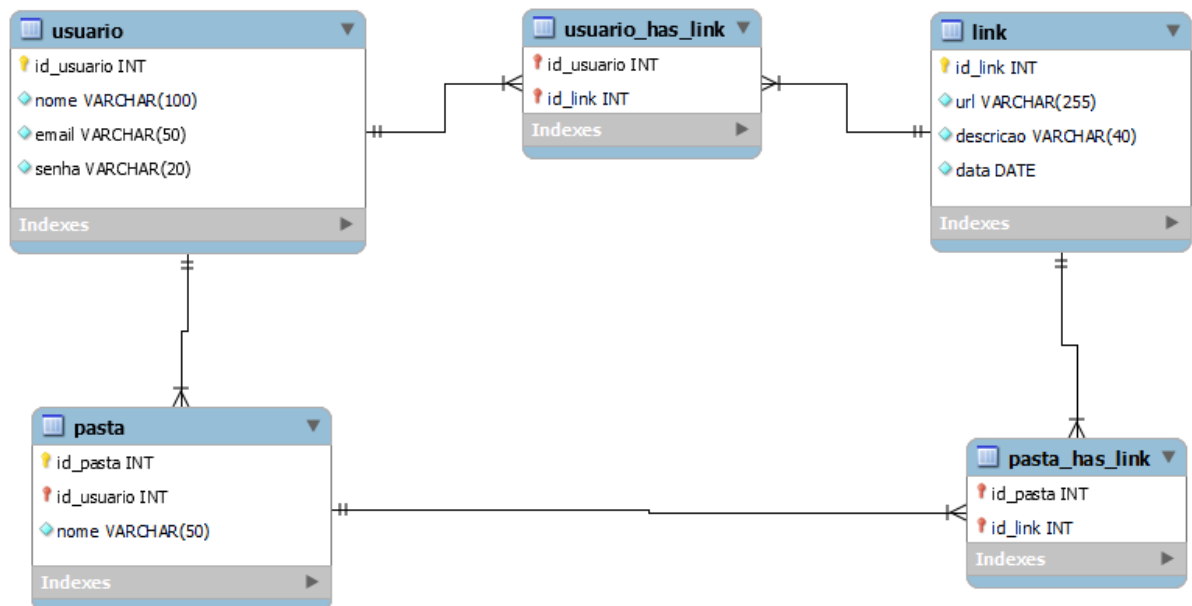 usuario
id_usuario INT
nome VARCHAR(100)
email VARCHAR(50)
senha VARCHAR(20)
Indexes
usuario_has_link
id_usuario INT
id_link INT
Indexes
link
id_link INT
url VARCHAR(255)
descricao VARCHAR(40)
data DATE
Indexes
pasta
id_pasta INT
id_usuario INT
nome VARCHAR(50)
Indexes
pasta_has_link
id_pasta INT
id_link INT
Indexes